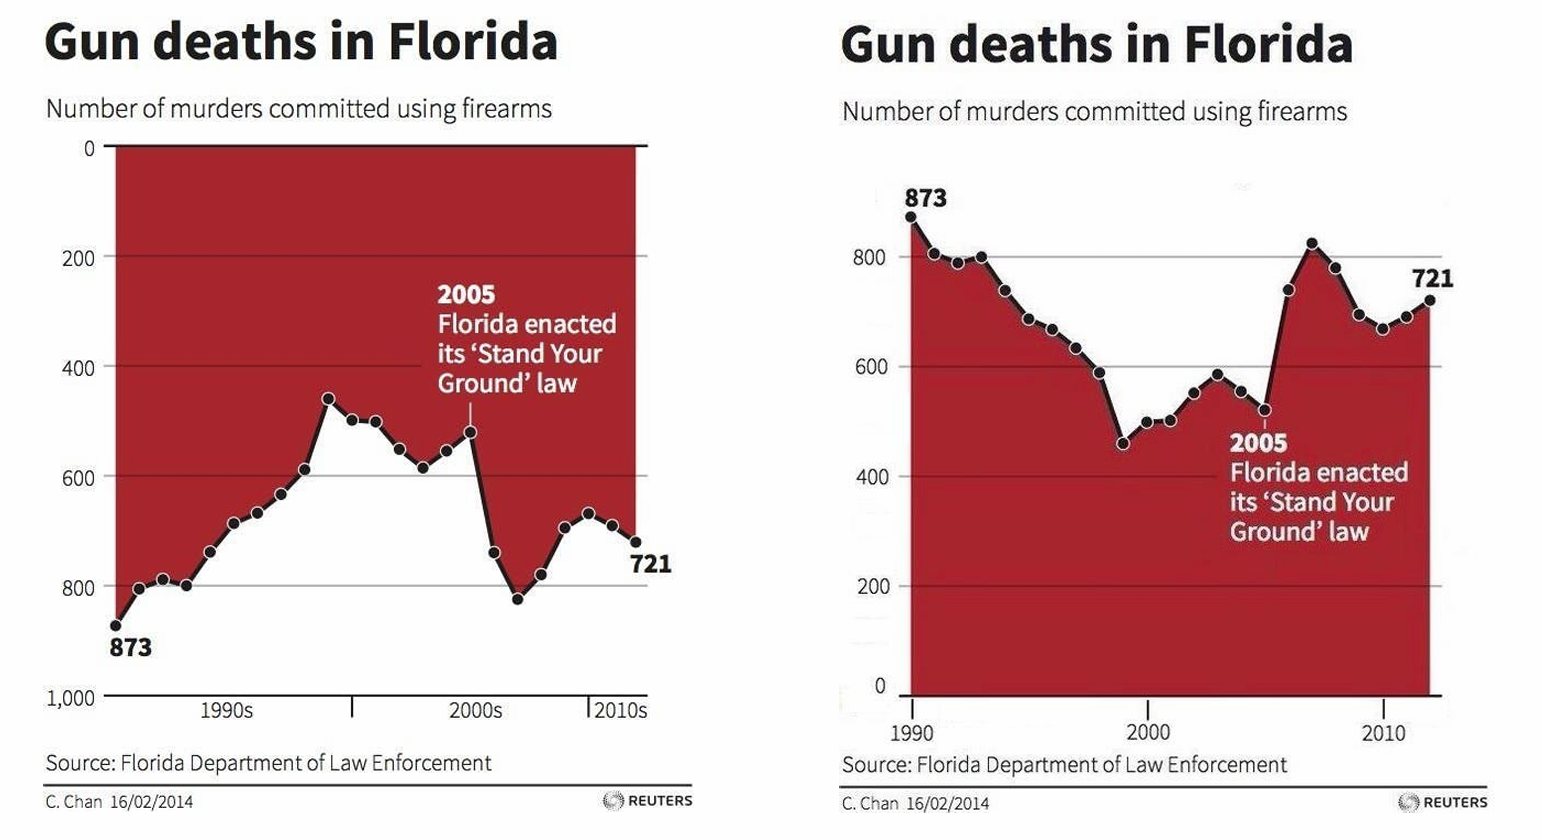 Gun deaths in Florida
Number of murders committed using firearms
0
200
400
600
800
1,000
2005
Florida enacted
its ‘Stand Your
Ground’ law
873
721
1990s
2000s
2010s
Source: Florida Department of Law Enforcement
C. Chan 16/02/2014
REUTERS
Gun deaths in Florida
Number of murders committed using firearms
873
800
721
600
400
200
0
2005
Florida enacted
its ‘Stand Your
Ground’ law
1990
2000
2010
Source: Florida Department of Law Enforcement
C. Chan 16/02/2014
REUTERS